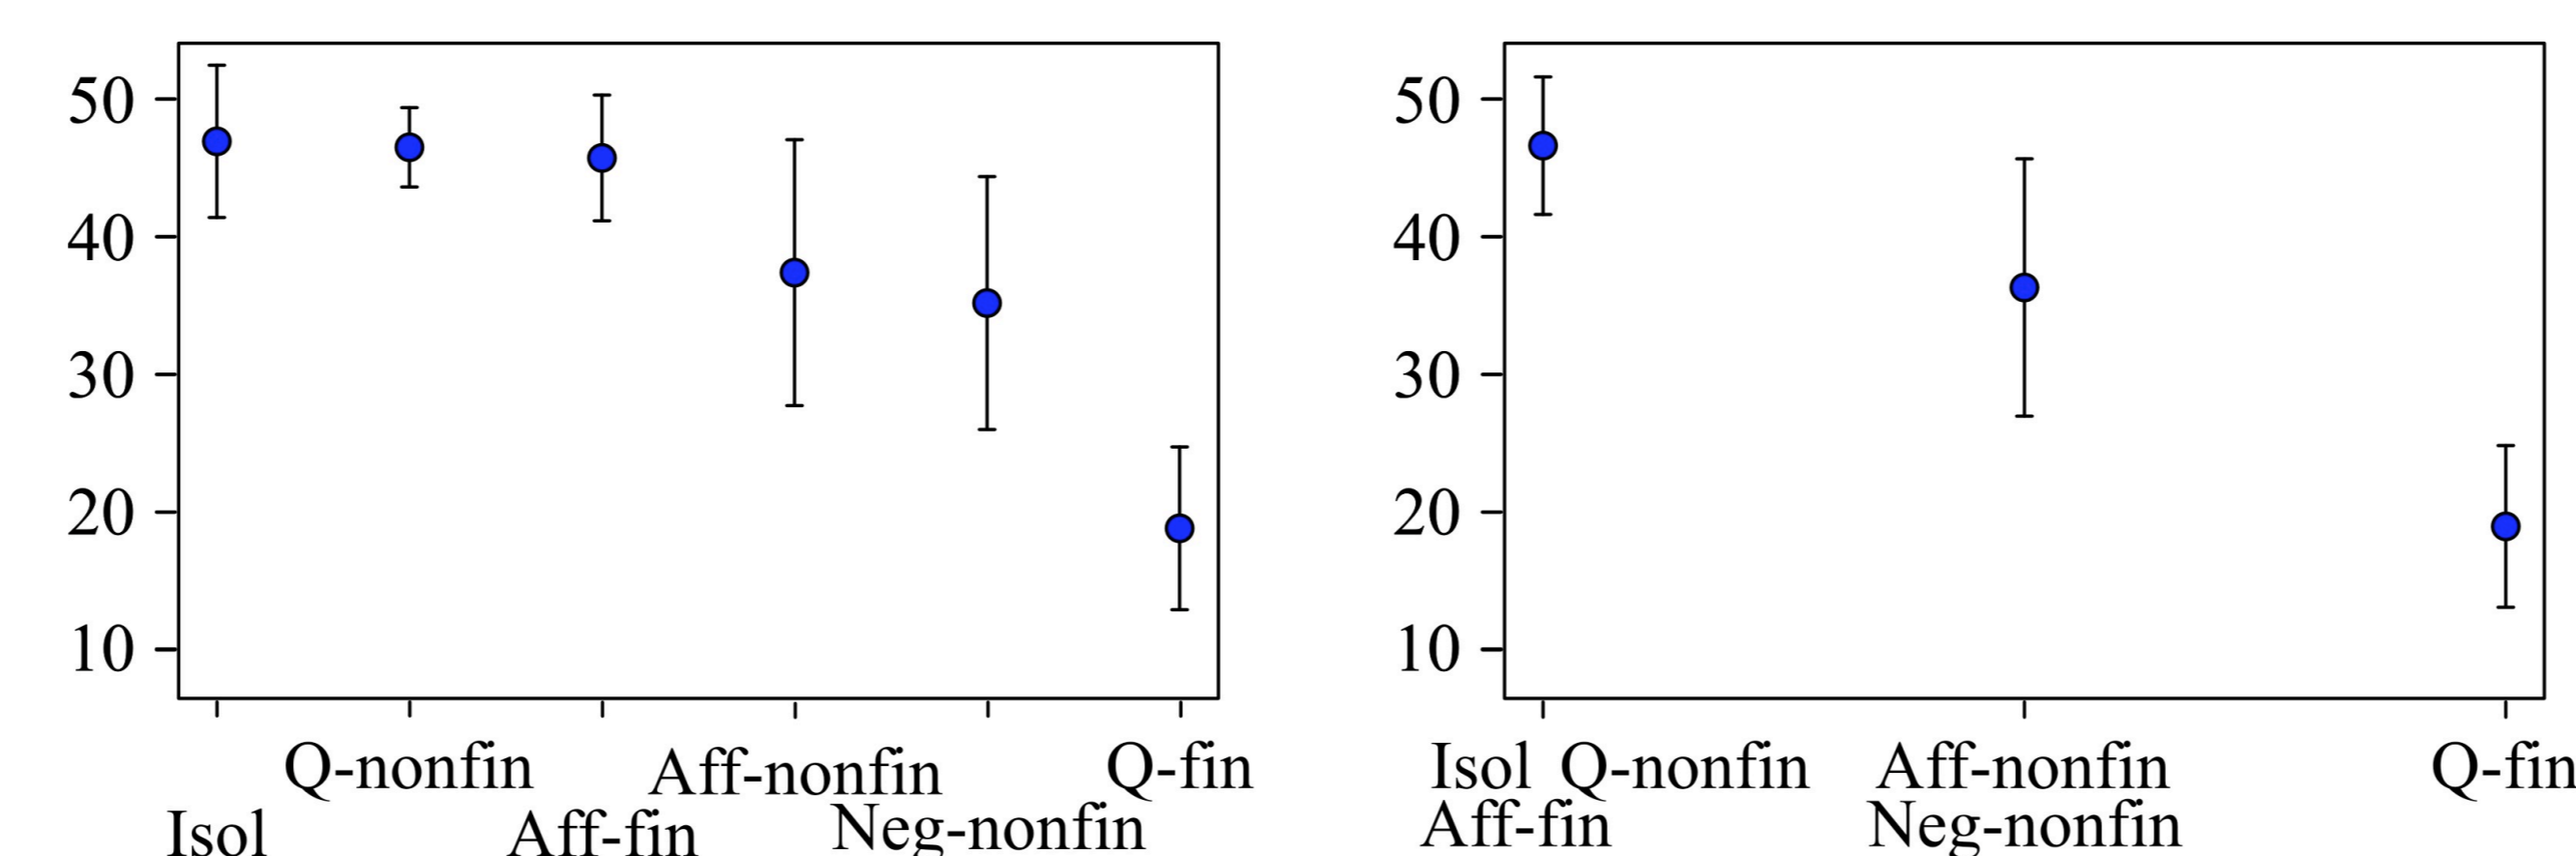 50
40
30
20
10
Q-nonfin Aff-nonfin Q-fin
Isol Aff-fin Neg-nonfin
50
40
30
20
10
Isol Q-nonfin Aff-nonfin Q-fin
Aff-fin Neg-nonfin